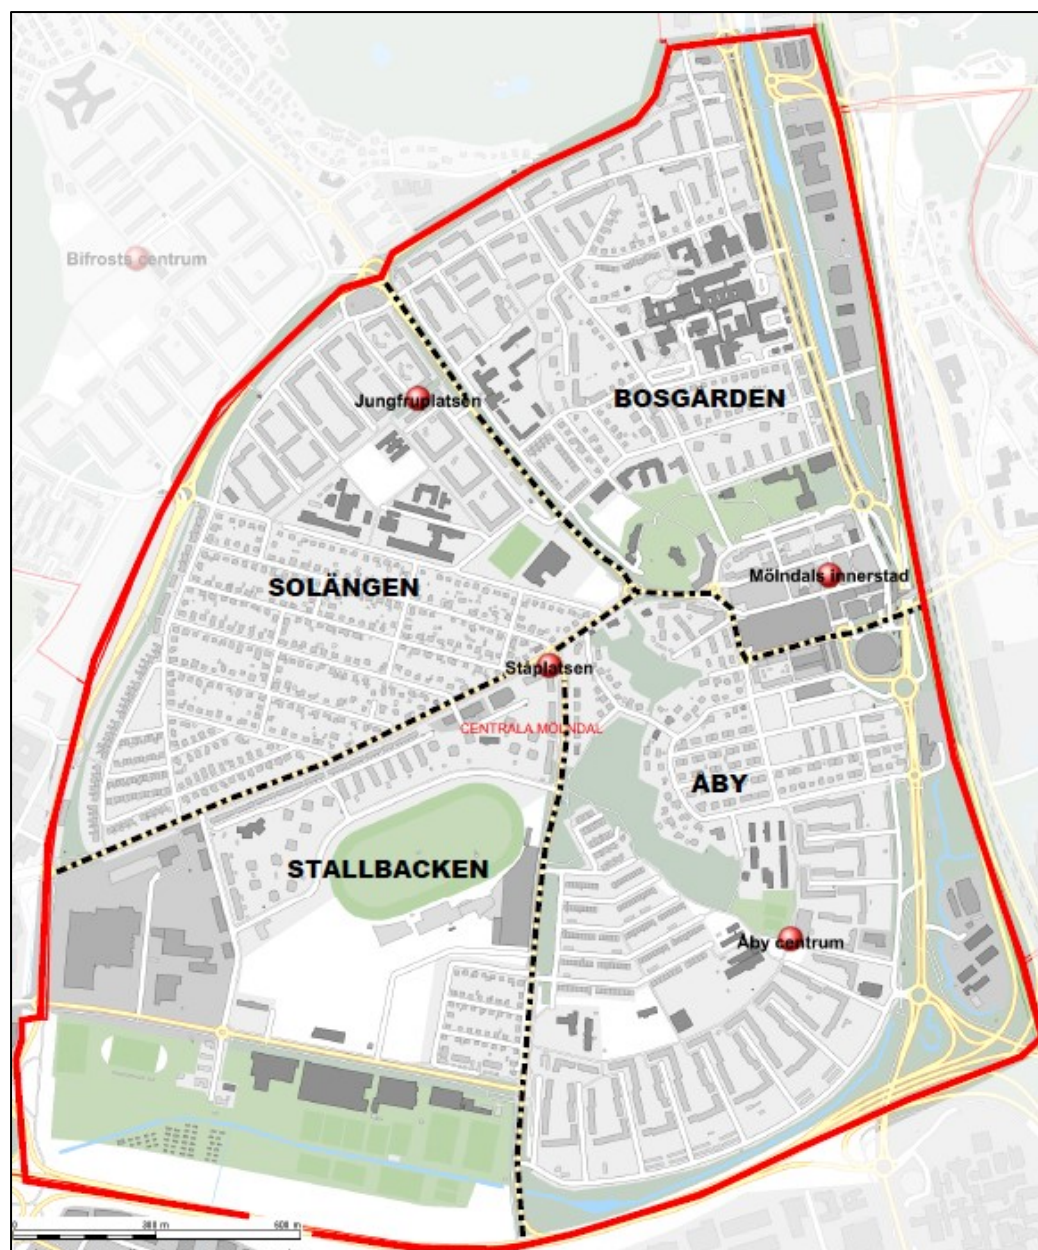 Bifrosts centrum
Jungfruplatsen
BOSGÅRDEN
Mölndals innerstad
SOLÄNGEN
Ståplatsen
CENTRALA MÖLNDAL
ÅBY
STALLBACKEN
Åby centrum
0 300 m 600 m